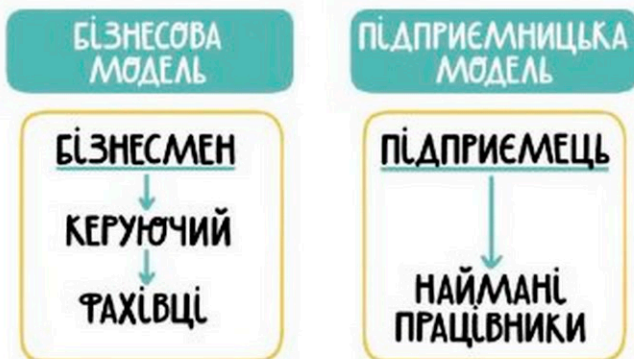 БІЗНЕСОВА
МОДЕЛЬ
БІЗНЕСМЕН
КЕРУЮЧИЙ
ФАХІВЦІ
ПІДПРИЄМНИЦЬКА
МОДЕЛЬ
ПІДПРИЄМЕЦЬ
НАЙМАНІ
ПРАЦІВНИКИ